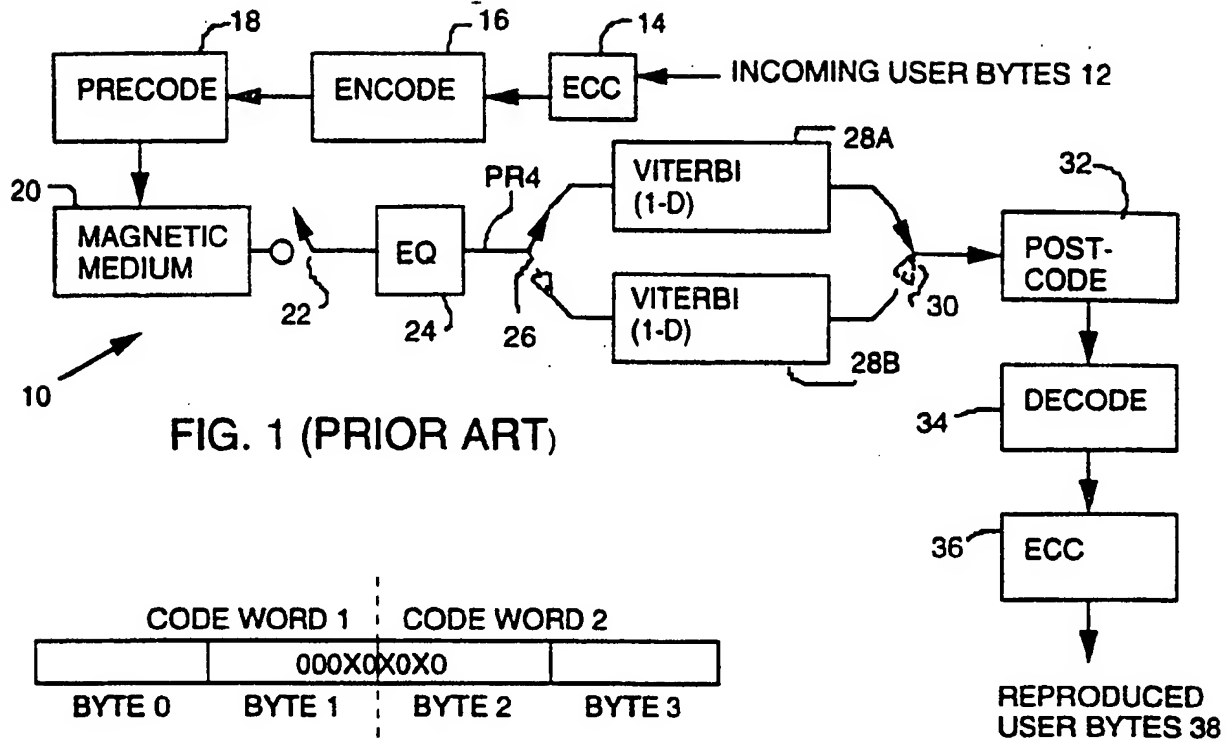 18
16
14
PRECODE
ENCODE
ECC
INCOMING USER BYTES 12
28A
20
PR4
VITERBI
(1-D)
32
MAGNETIC
MEDIUM
EQ
POST-
CODE
22
24
26
VITERBI
(1-D)
30
28B
10
34
DECODE
FIG. 1 (PRIOR ART)
36
ECC
CODE WORD 1 CODE WORD 2
000X0X0X0
BYTE 0 BYTE 1 BYTE 2 BYTE 3
REPRODUCED
USER BYTES 38